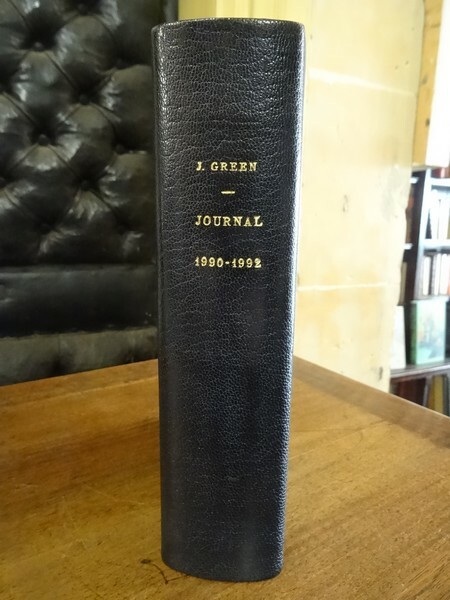 J. GREEN
—
JOURNAL
1990-1992